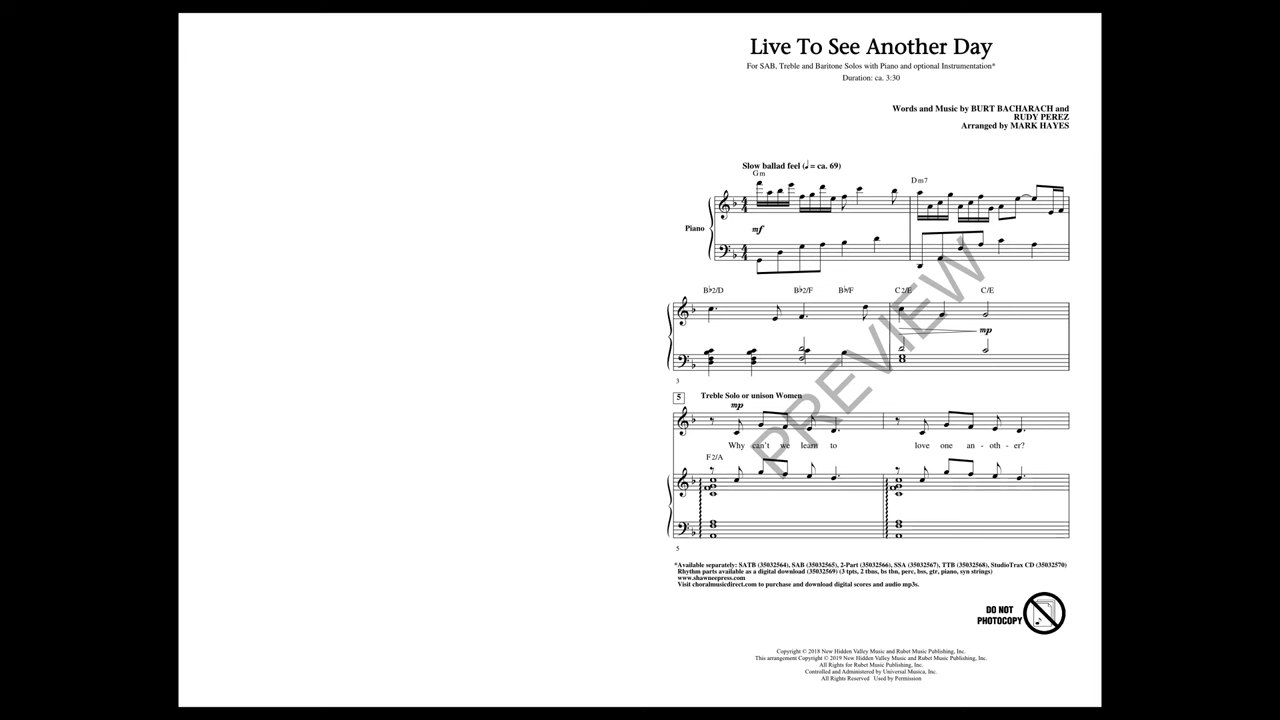 Live To See Another Day
For SAB, Treble and Baritone Solos with Piano and optional Instrumentation*
Duration: ca. 3:30
Words and Music by BURT BACHARACH and
RUDY PEREZ
Arranged by MARK HAYES
Slow ballad feel (♩= ca. 69)
Gm
Dm7
Piano
mf
B♭2/D B♭2/F B♭/F C2/E C/E
mp
3
5 Treble Solo or unison Women
mp
Why can't we learn to love one an - oth - er?
F2/A
5
PREVIEW
*Available separately: SATB (35032564), SAB (35032565), 2-Part (35032566), SSA (35032567), TTB (35032568), StudioTrax CD (35032570)
Rhythm parts available as a digital download (35032569) (3 tpts, 2 tbns, bs tbn, perc, bss, gtr, piano, syn strings)
www.shawneepress.com
Visit choralmusicdirect.com to purchase and download digital scores and audio mp3s.
DO NOT
PHOTOCOPY
Copyright © 2018 New Hidden Valley Music and Rubet Music Publishing, Inc.
This arrangement Copyright © 2019 New Hidden Valley Music and Rubet Music Publishing, Inc.
All Rights for Rubet Music Publishing, Inc.
Controlled and Administered by Universal Musica, Inc.
All Rights Reserved Used by Permission